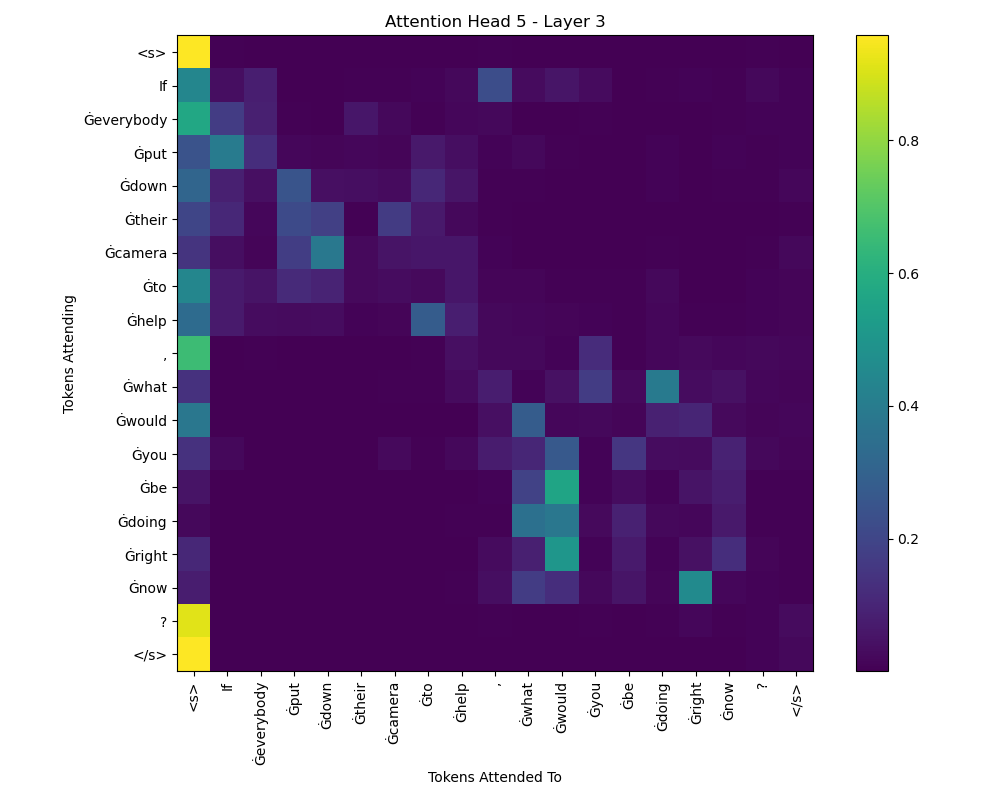 Attention Head 5 - Layer 3
Tokens Attending
<s>
If
Ġeverybody
Ġput
Ġdown
Ġtheir
Ġcamera
Ġto
Ġhelp
,
Ġwhat
Ġwould
Ġyou
Ġbe
Ġdoing
Ġright
Ġnow
?
</s>
<s>
If
Ġeverybody
Ġput
Ġdown
Ġtheir
Ġcamera
Ġto
Ġhelp
,
Ġwhat
Ġwould
Ġyou
Ġbe
Ġdoing
Ġright
Ġnow
?
</s>
Tokens Attended To
0.8
0.6
0.4
0.2